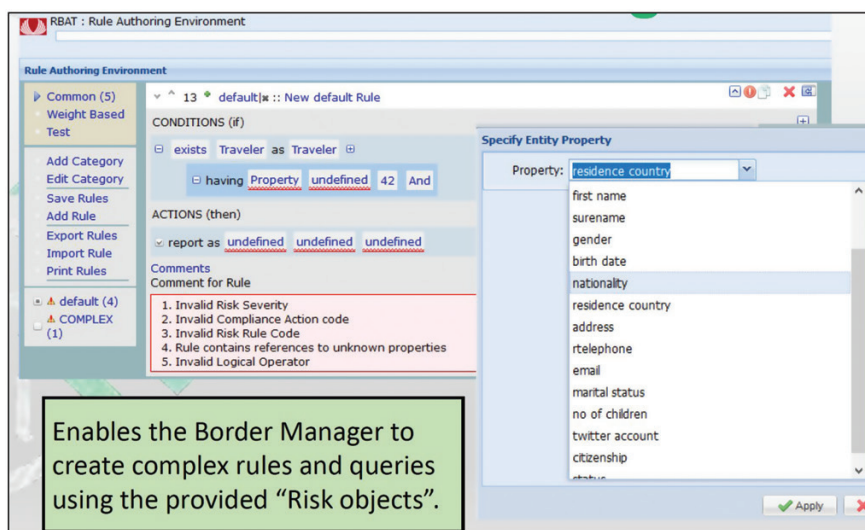 RBAT : Rule Authoring Environment
Rule Authoring Environment
Common (5)
Weight Based
Test
Add Category
Edit Category
Save Rules
Add Rule
Export Rules
Import Rule
Print Rules
default (4)
COMPLEX
(1)
13 default| :: New default Rule
CONDITIONS (if)
exists Traveler as Traveler
having Property undefined 42 And
ACTIONS (then)
report as undefined undefined undefined
Comments
Comment for Rule
1. Invalid Risk Severity
2. Invalid Compliance Action code
3. Invalid Risk Rule Code
4. Rule contains references to unknown properties
5. Invalid Logical Operator
Specify Entity Property
Property: residence country
first name
surename
gender
birth date
nationality
residence country
address
rtelephone
email
marital status
no of children
twitter account
citizenship
status
Apply
Enables the Border Manager to
create complex rules and queries
using the provided “Risk objects”.